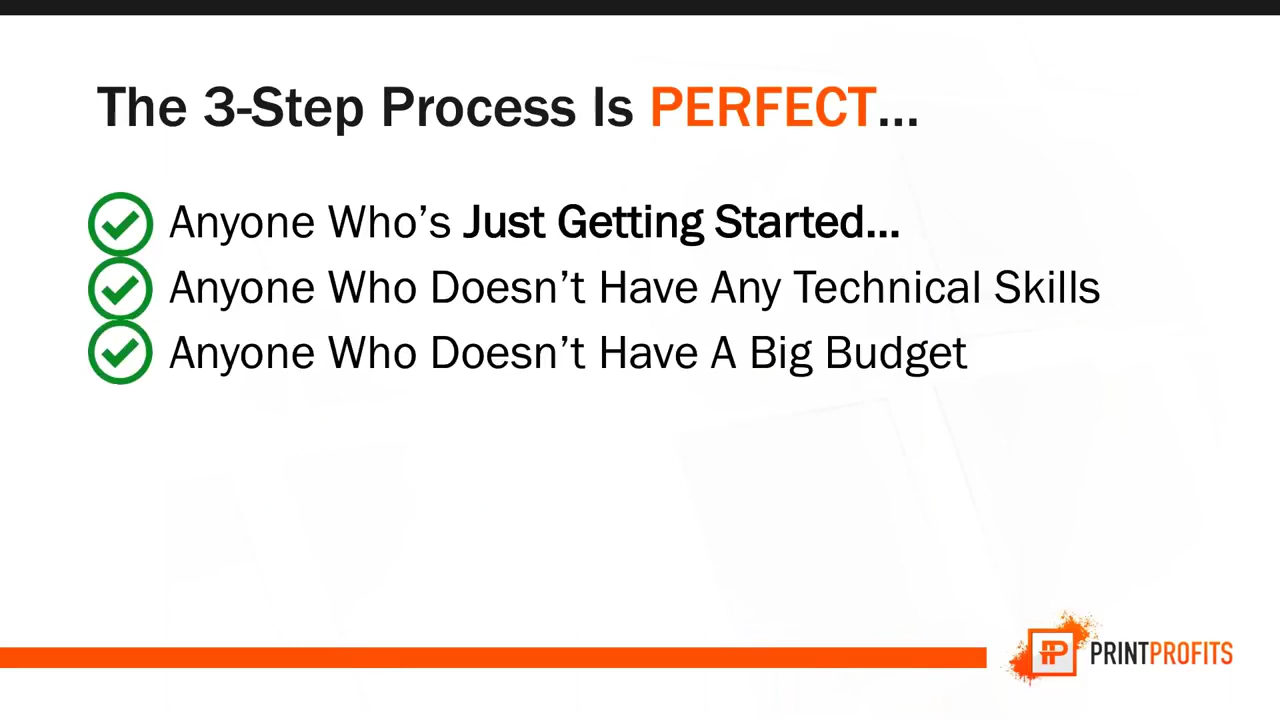 The 3-Step Process Is PERFECT...
Anyone Who’s Just Getting Started...
Anyone Who Doesn’t Have Any Technical Skills
Anyone Who Doesn’t Have A Big Budget
PRINTPROFITS